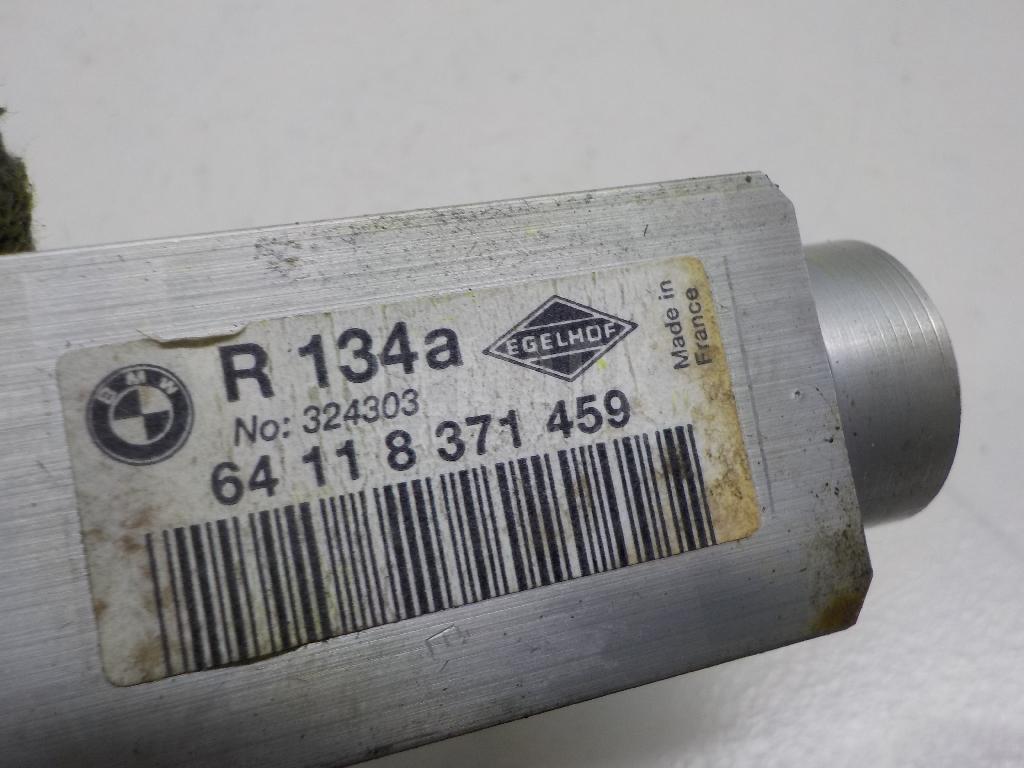 BMW
R 134a
EGELHOF
Made in
France
No: 324303
64 11 8 371 459